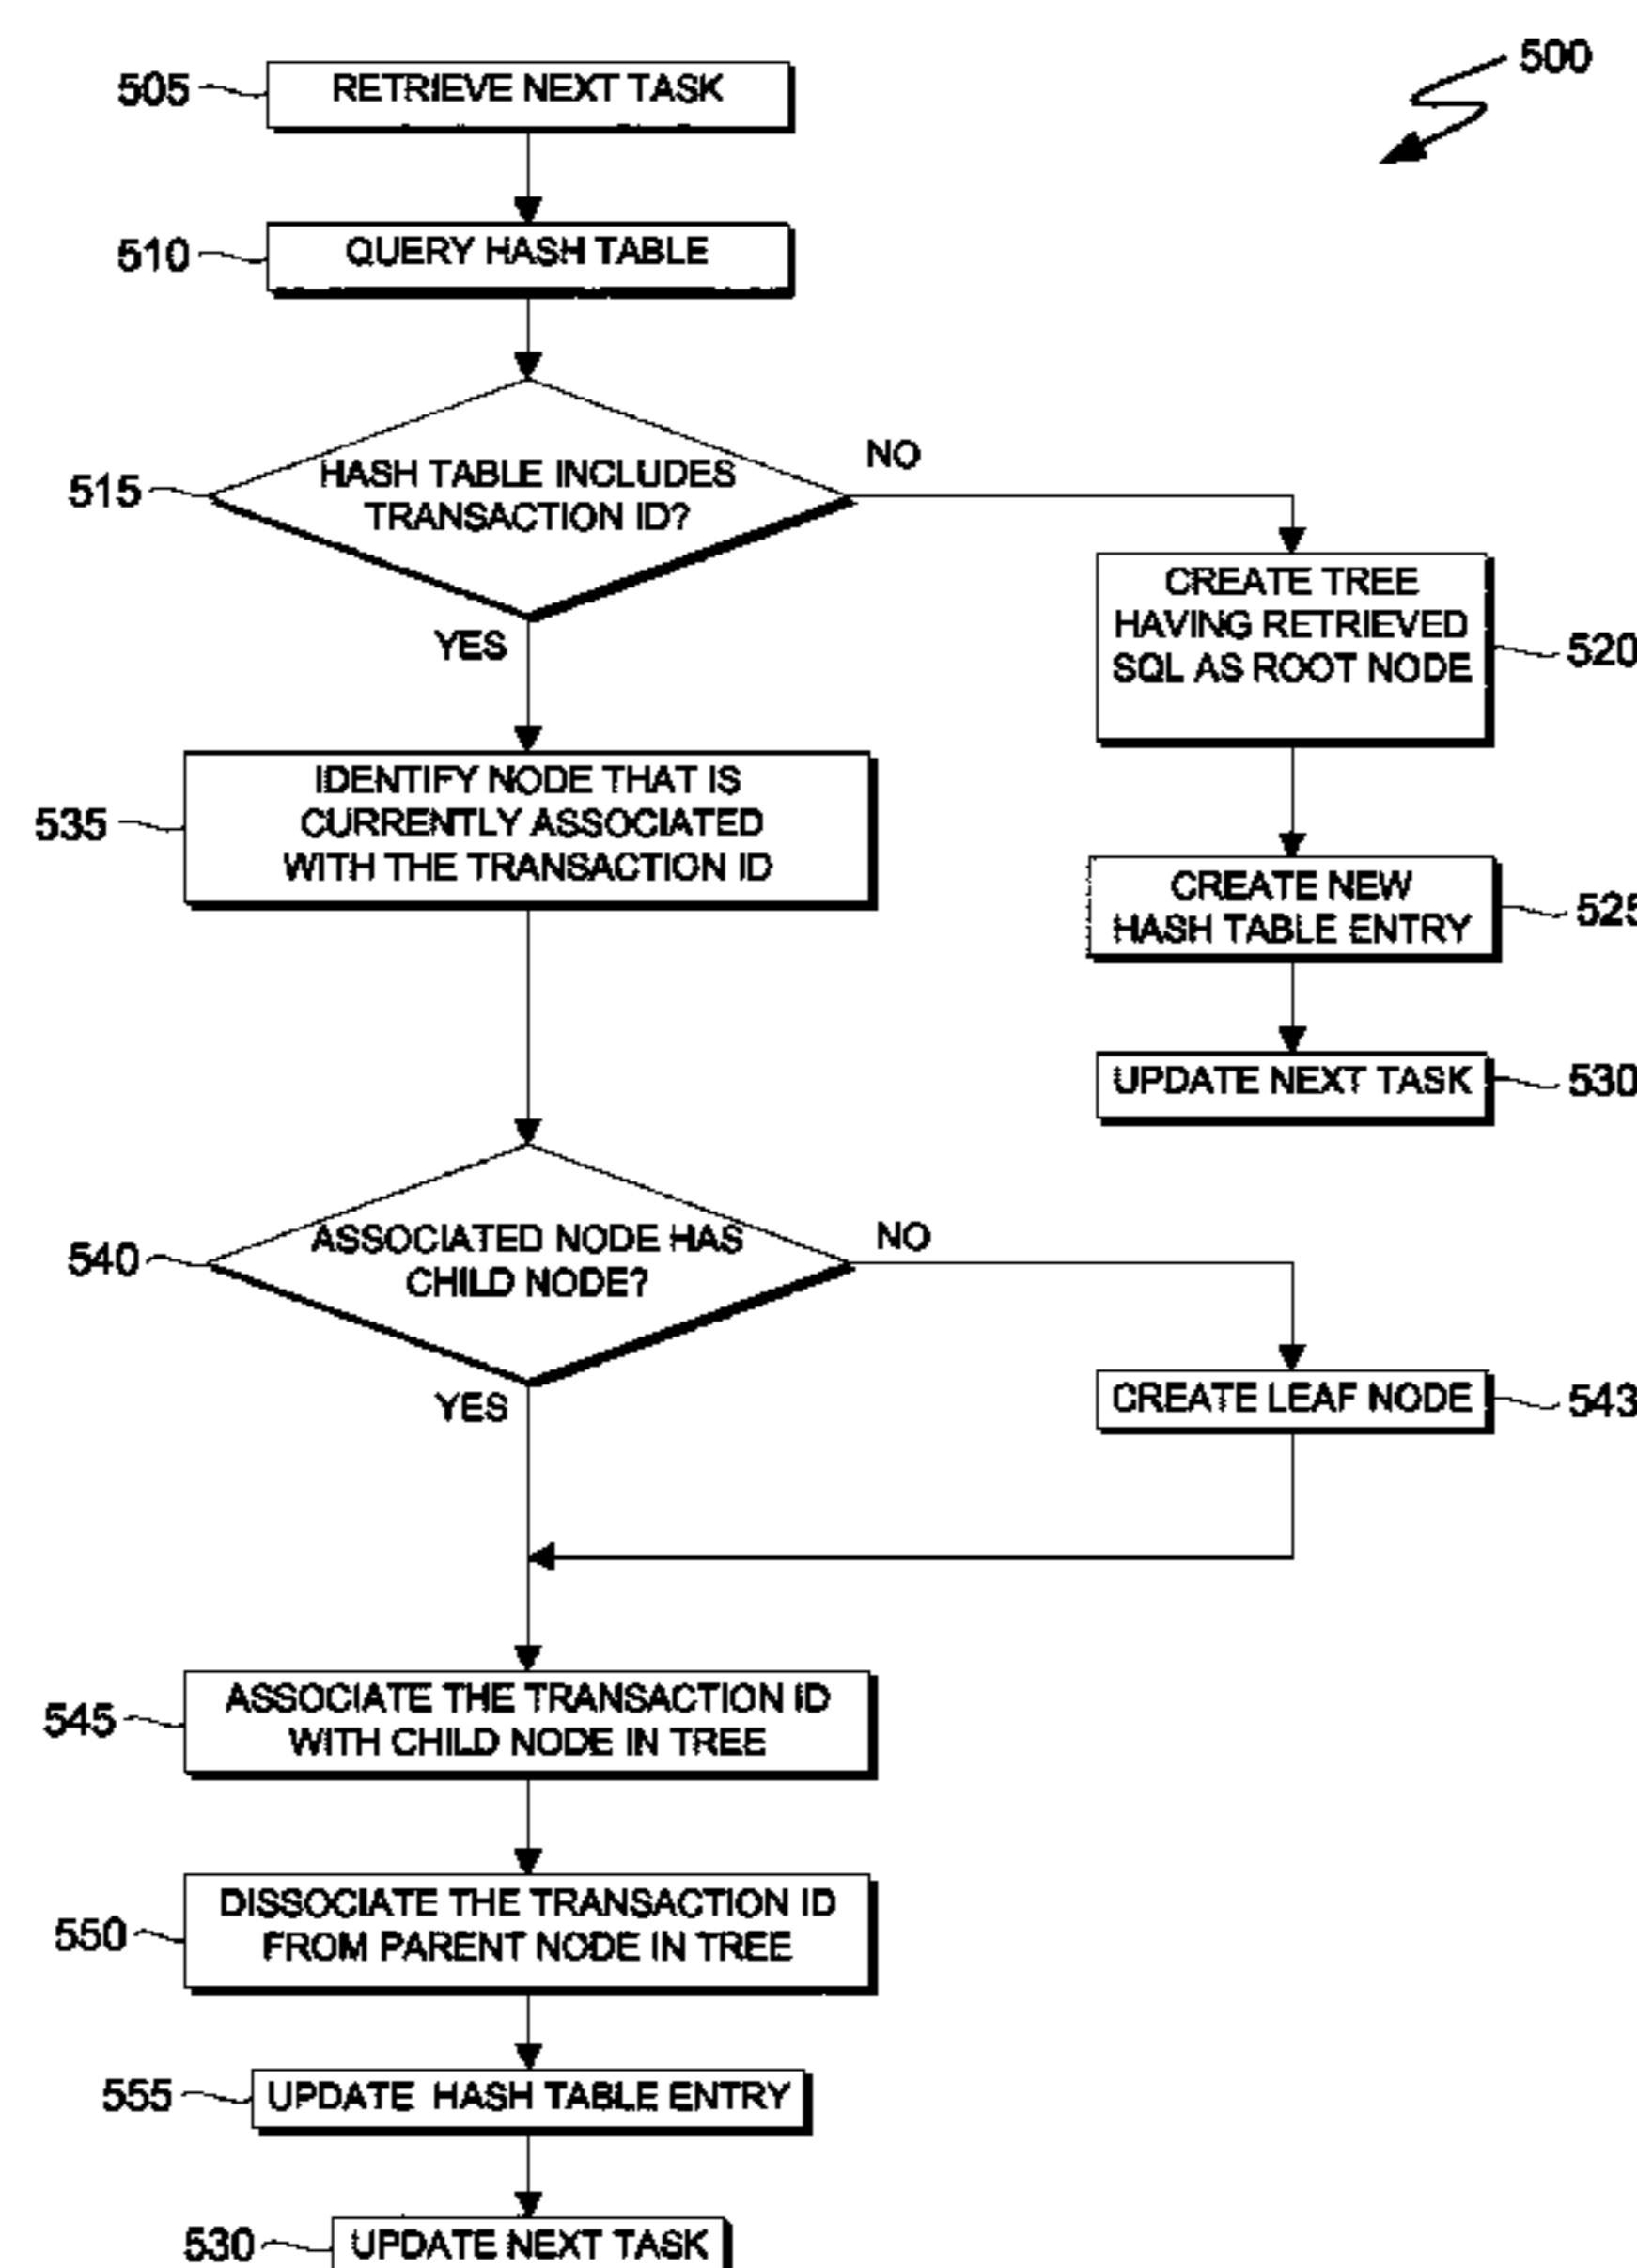 500
505
RETRIEVE NEXT TASK
510
QUERY HASH TABLE
515
HASH TABLE INCLUDES
TRANSACTION ID?
NO
YES
CREATE TREE
HAVING RETRIEVED
SQL AS ROOT NODE
520
535
IDENTIFY NODE THAT IS
CURRENTLY ASSOCIATED
WITH THE TRANSACTION ID
CREATE NEW
HASH TABLE ENTRY
525
UPDATE NEXT TASK
530
540
ASSOCIATED NODE HAS
CHILD NODE?
NO
YES
CREATE LEAF NODE
543
545
ASSOCIATE THE TRANSACTION ID
WITH CHILD NODE IN TREE
550
DISSOCIATE THE TRANSACTION ID
FROM PARENT NODE IN TREE
555
UPDATE HASH TABLE ENTRY
530
UPDATE NEXT TASK